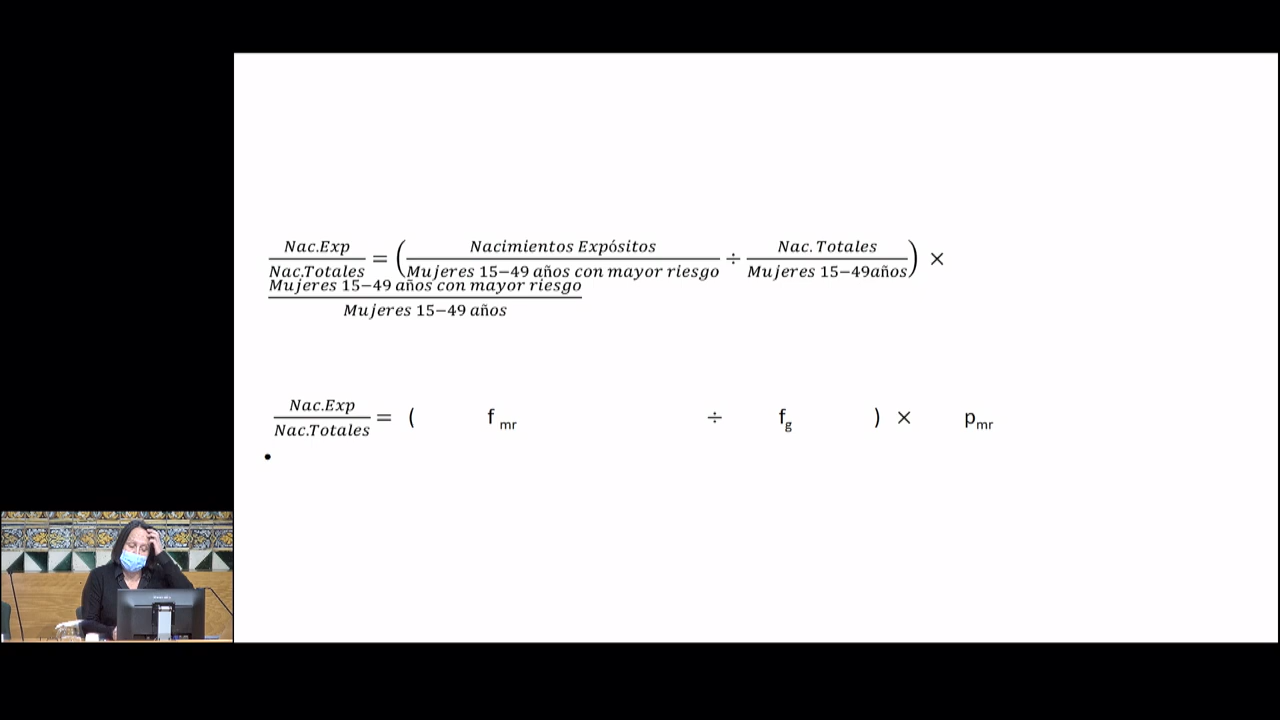 Nac.Exp / Nac.Totales = ( Nacimientos Expósitos / Mujeres 15−49 años con mayor riesgo ÷ Nac. Totales / Mujeres 15−49años ) ×
Mujeres 15−49 años con mayor riesgo / Mujeres 15−49 años
Nac.Exp / Nac.Totales = ( f mr ÷ f g ) × p mr
•